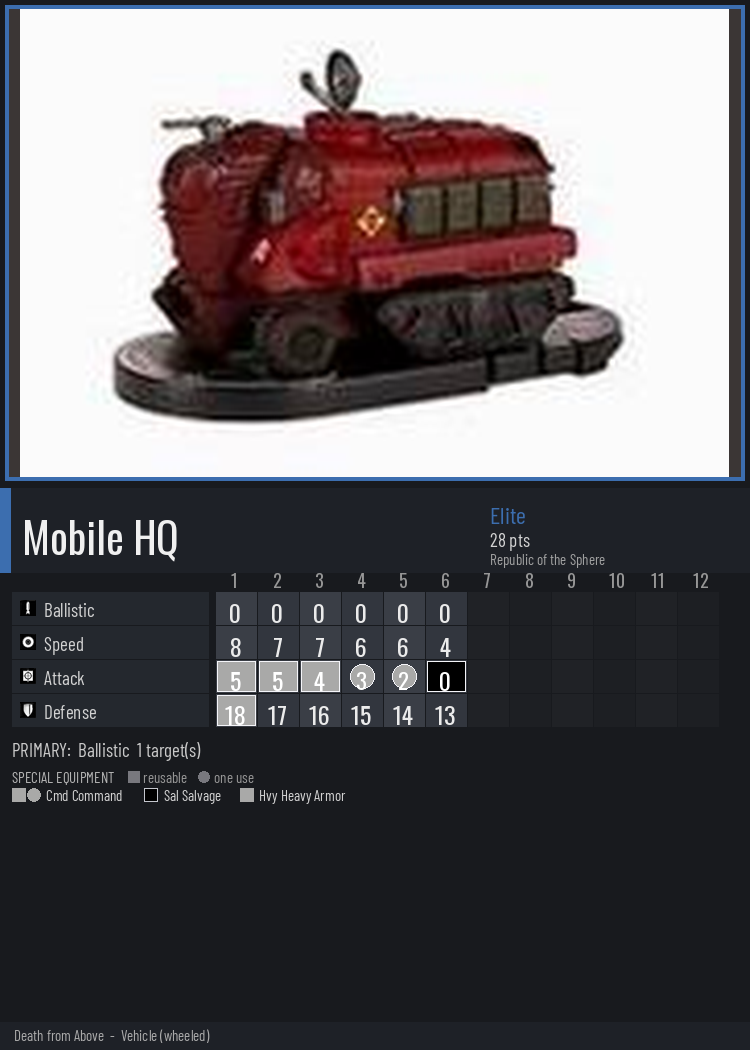 Mobile HQ
Elite
28 pts
Republic of the Sphere
1 2 3 4 5 6 7 8 9 10 11 12
Ballistic 0 0 0 0 0 0
Speed 8 7 7 6 6 4
Attack 5 5 4 3 2 0
Defense 18 17 16 15 14 13
PRIMARY: Ballistic 1 target(s)
SPECIAL EQUIPMENT reusable one use
Cmd Command Sal Salvage Hvy Heavy Armor
Death from Above - Vehicle (wheeled)